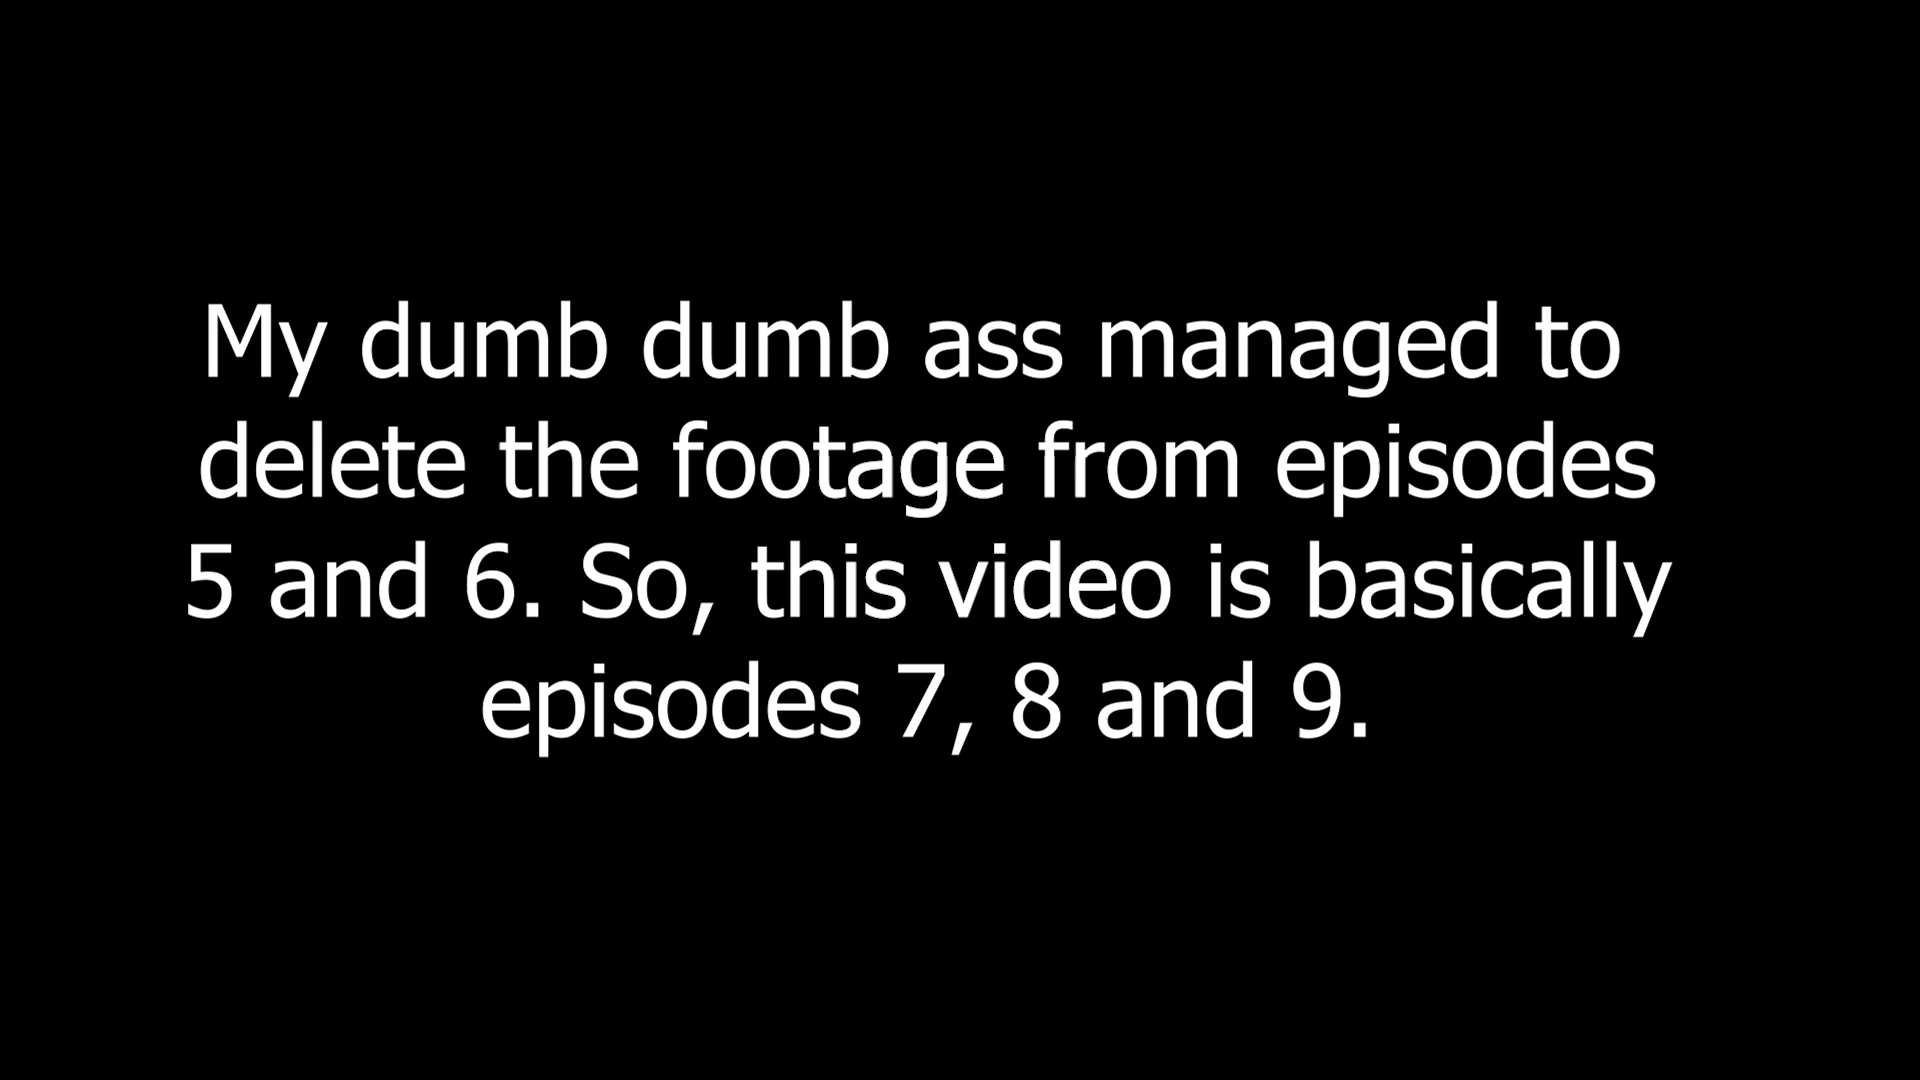 My dumb dumb ass managed to
delete the footage from episodes
5 and 6. So, this video is basically
episodes 7, 8 and 9.